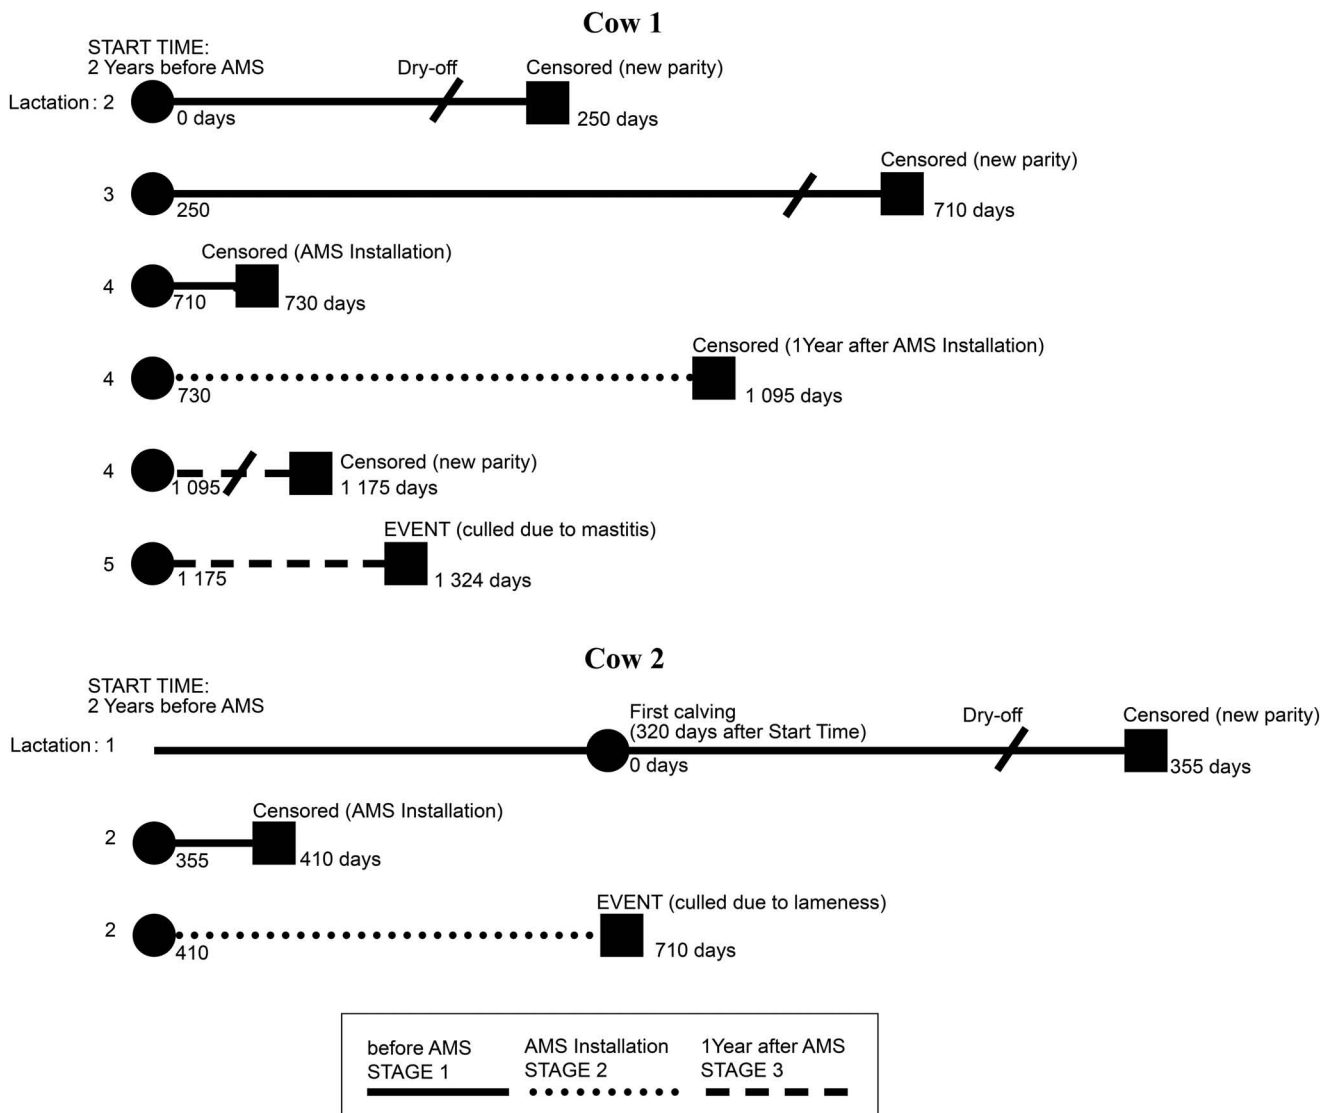 Cow 1
START TIME:
2 Years before AMS
Dry-off
Censored (new parity)
Lactation: 2
0 days
250 days
Censored (new parity)
3
250
710 days
Censored (AMS Installation)
4
710
730 days
Censored (1Year after AMS Installation)
4
730
1 095 days
4
Censored (new parity)
1 095
1 175 days
EVENT (culled due to mastitis)
5
1 175
1 324 days
Cow 2
START TIME:
2 Years before AMS
First calving
(320 days after Start Time)
Dry-off
Censored (new parity)
Lactation: 1
0 days
355 days
Censored (AMS Installation)
2
355
410 days
EVENT (culled due to lameness)
2
410
710 days
before AMS
STAGE 1
AMS Installation
STAGE 2
1Year after AMS
STAGE 3